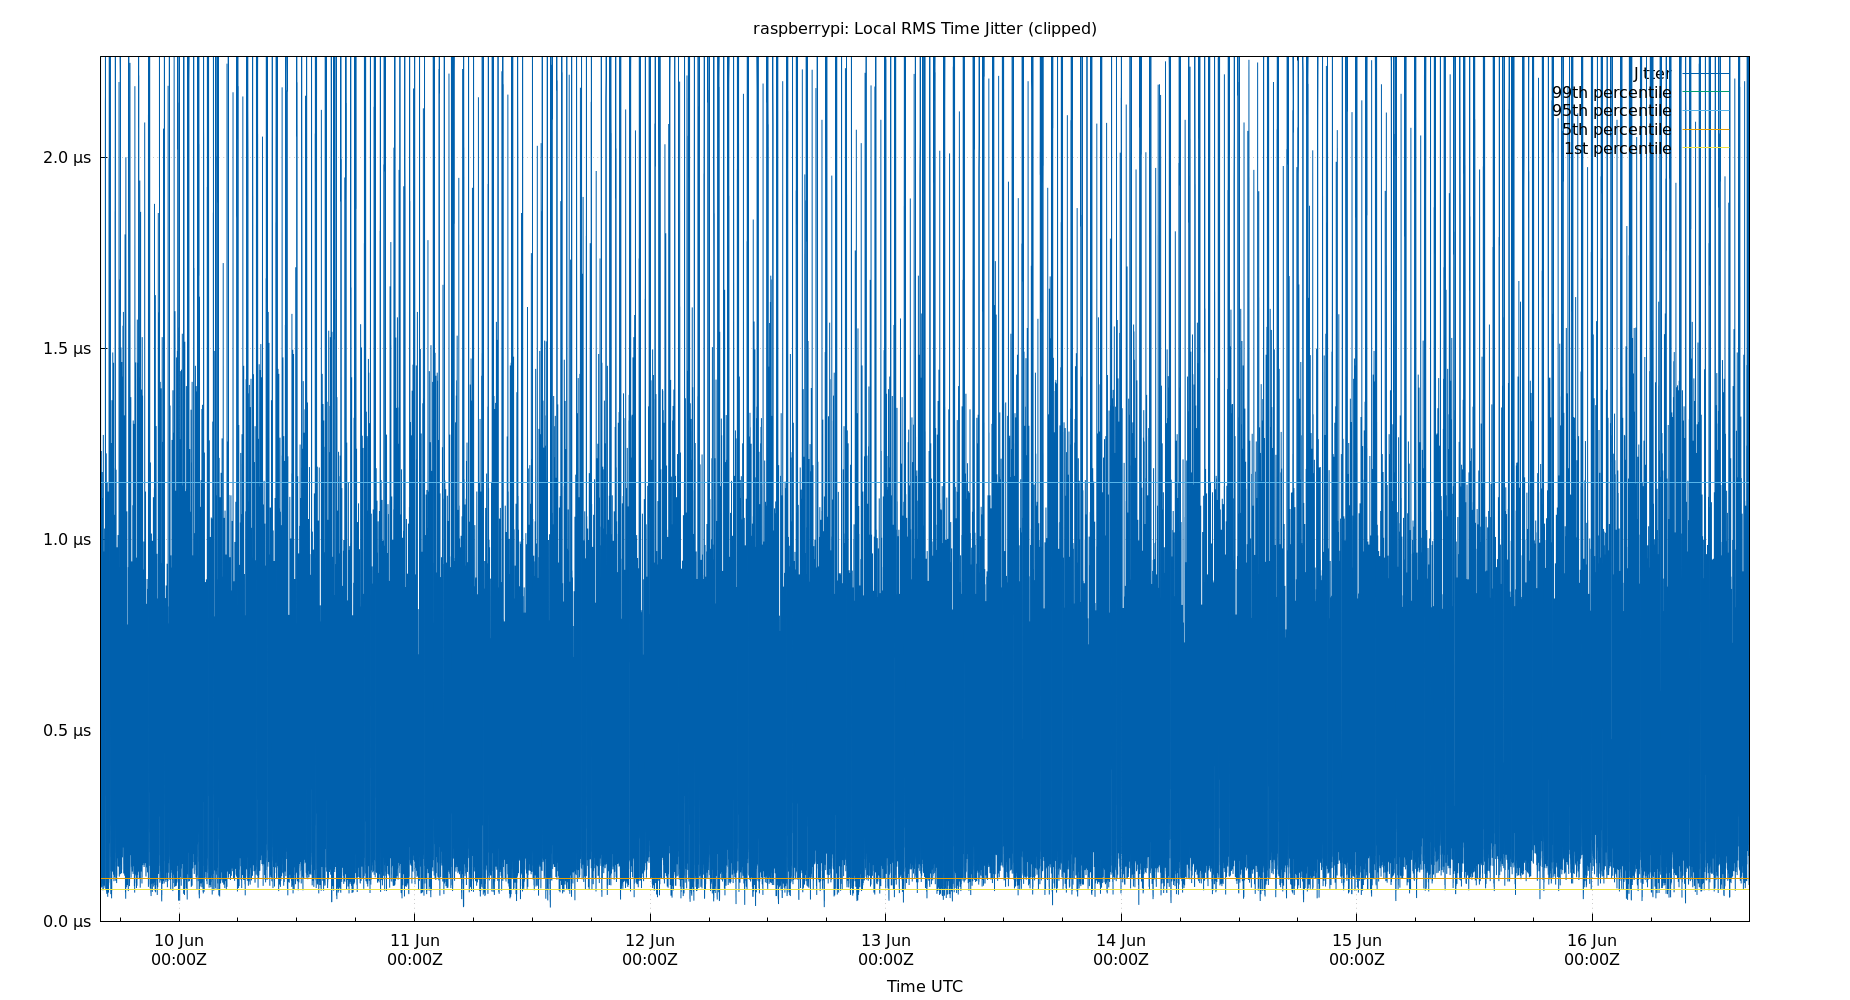 raspberrypi: Local RMS Time Jitter (clipped)
Jitter
99th percentile
95th percentile
5th percentile
1st percentile
2.0 μs
1.5 μs
1.0 μs
0.5 μs
0.0 μs
10 Jun 11 Jun 12 Jun 13 Jun 14 Jun 15 Jun 16 Jun
00:00Z 00:00Z 00:00Z 00:00Z 00:00Z 00:00Z 00:00Z
Time UTC